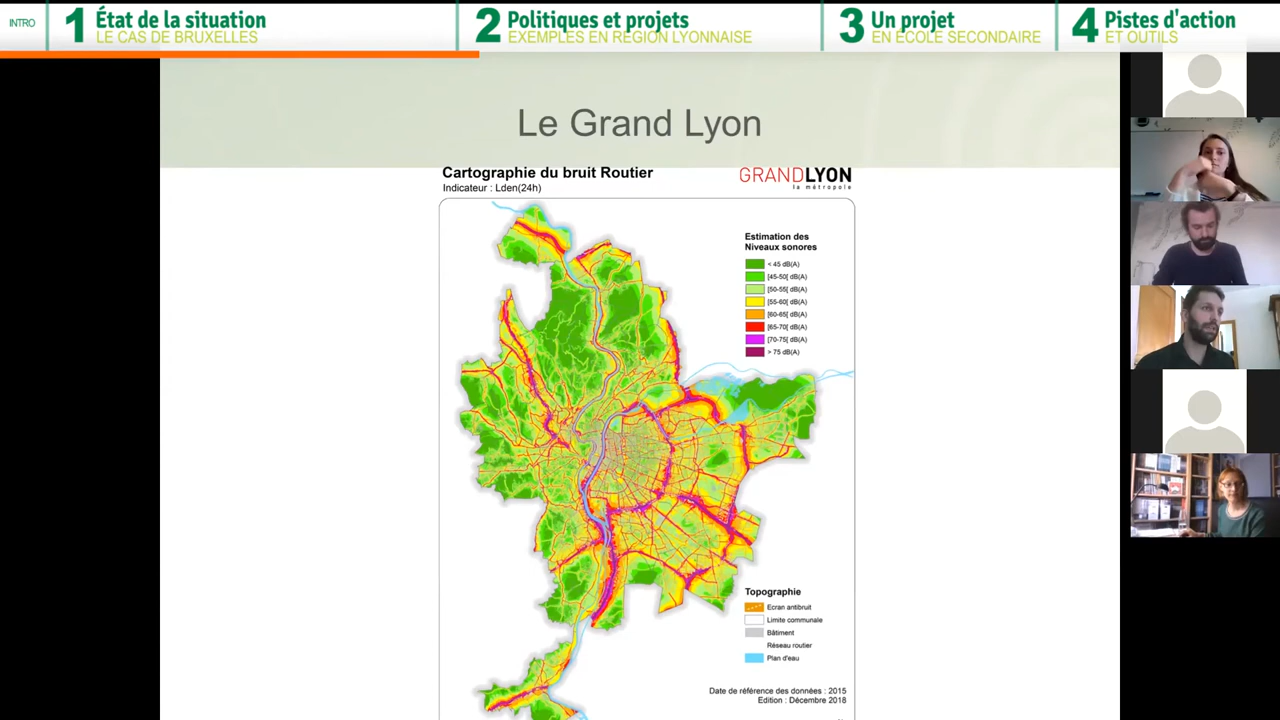 INTRO
1 État de la situation
LE CAS DE BRUXELLES
2 Politiques et projets
EXEMPLES EN RÉGION LYONNAISE
3 Un projet
EN ÉCOLE SECONDAIRE
4 Pistes d'action
ET OUTILS
Le Grand Lyon
Cartographie du bruit Routier
Indicateur : Lden(24h)
GRANDLYON
la métropole
Estimation des
Niveaux sonores
< 45 dB(A)
[45-50[ dB(A)
[50-55[ dB(A)
[55-60[ dB(A)
[60-65[ dB(A)
[65-70[ dB(A)
[70-75[ dB(A)
> 75 dB(A)
Topographie
Ecran antibruit
Limite communale
Bâtiment
Réseau routier
Plan d'eau
Date de référence des données : 2015
Edition : Décembre 2018